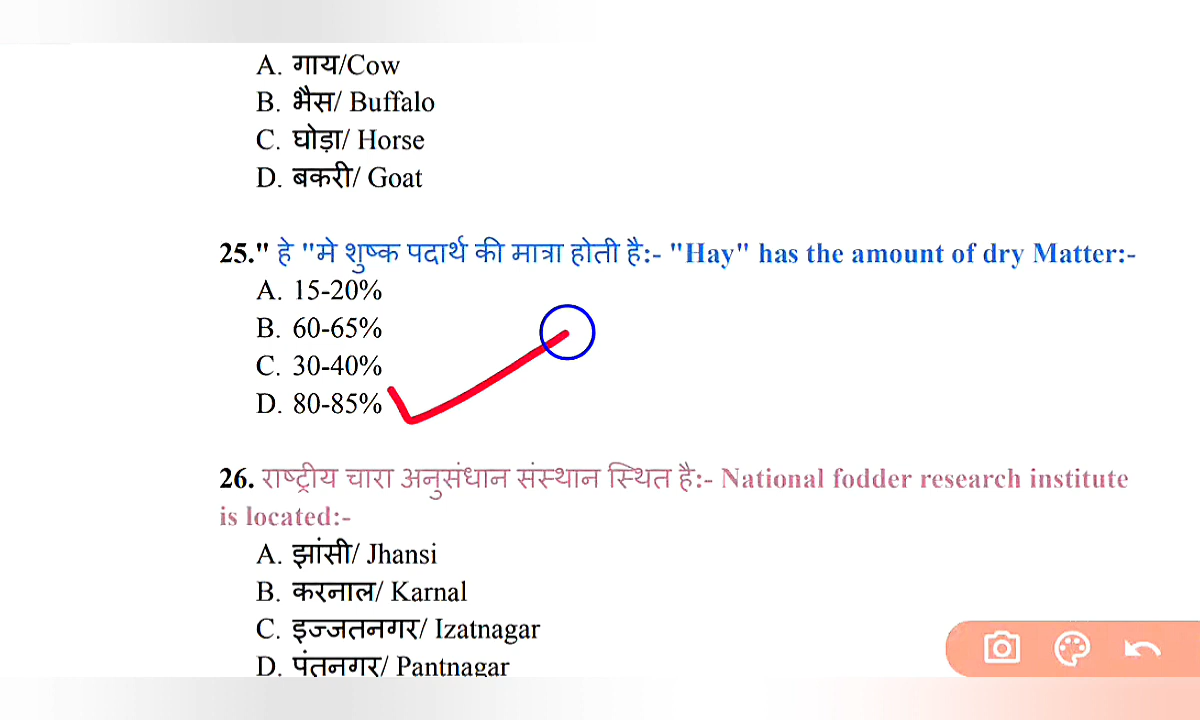 A. गाय/Cow
B. भैस/ Buffalo
C. घोड़ा/ Horse
D. बकरी/ Goat
25." हे "मे शुष्क पदार्थ की मात्रा होती है:- "Hay" has the amount of dry Matter:-
A. 15-20%
B. 60-65%
C. 30-40%
D. 80-85%
26. राष्ट्रीय चारा अनुसंधान संस्थान स्थित है:- National fodder research institute
is located:-
A. झांसी/ Jhansi
B. करनाल/ Karnal
C. इज्जतनगर/ Izatnagar
D. पंतनगर/ Pantnagar